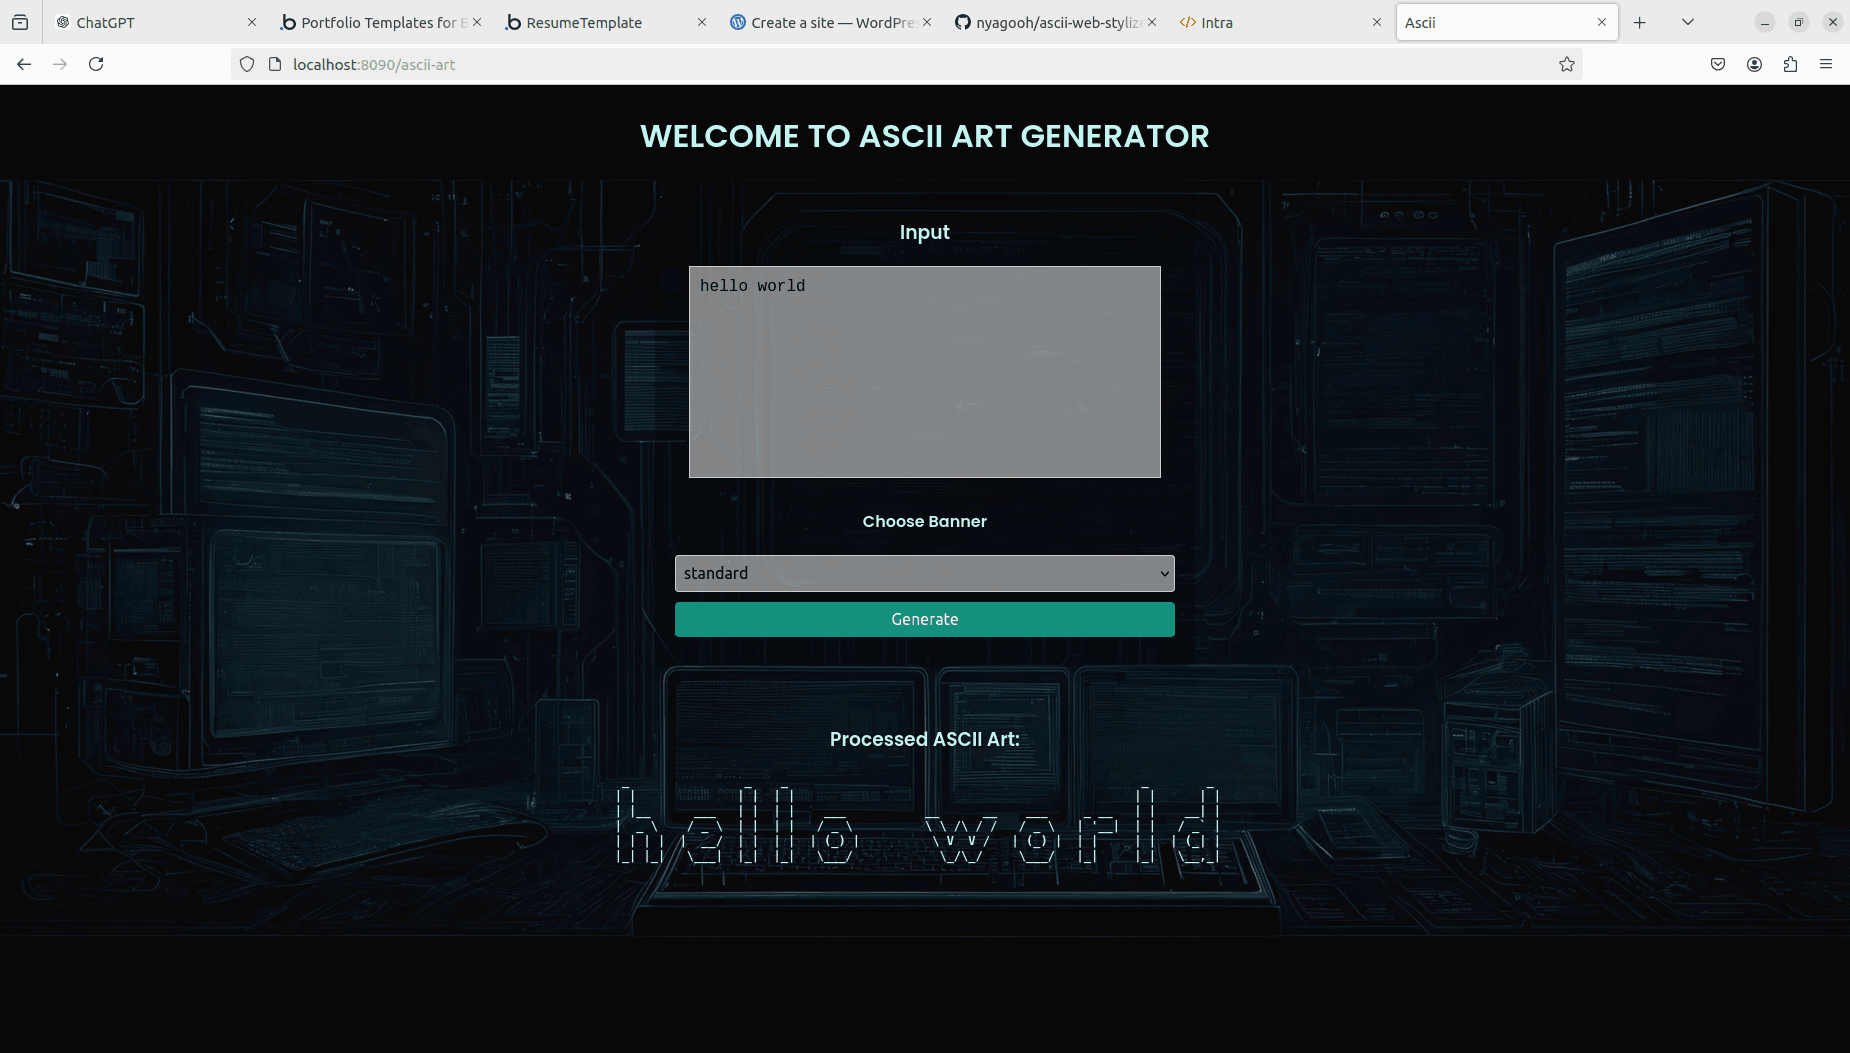 ChatGPT
Portfolio Templates for B
ResumeTemplate
Create a site — WordPre
nyagooh/ascii-web-stylize
Intra
Ascii
localhost:8090/ascii-art
WELCOME TO ASCII ART GENERATOR
Input
hello world
Choose Banner
standard
Generate
Processed ASCII Art:
hello world